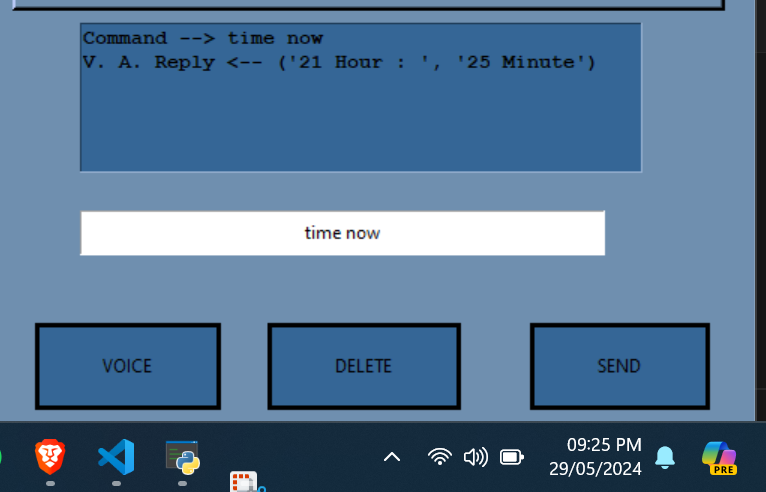 Command --> time now
V. A. Reply <-- ('21 Hour : ', '25 Minute')
time now
VOICE
DELETE
SEND
09:25 PM
29/05/2024
PRE